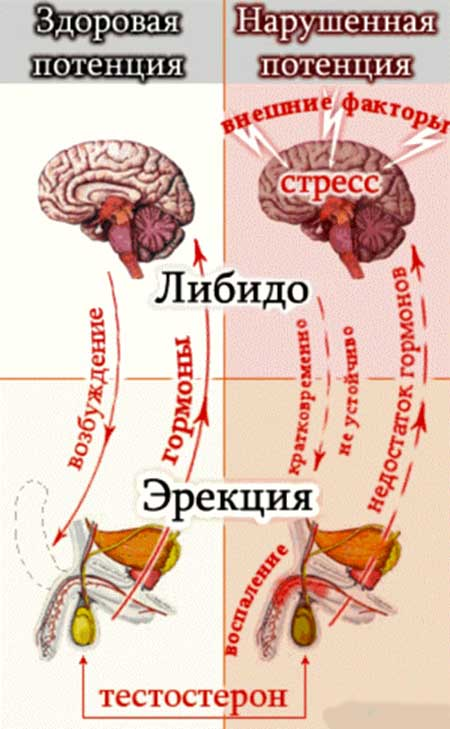 Здоровая
потенция
Нарушенная
потенция
внешние факторы
стресс
Либидо
возбуждение
гормоны
кратковременно
не устойчиво
недостаток гормонов
Эрекция
воспаление
тестостерон